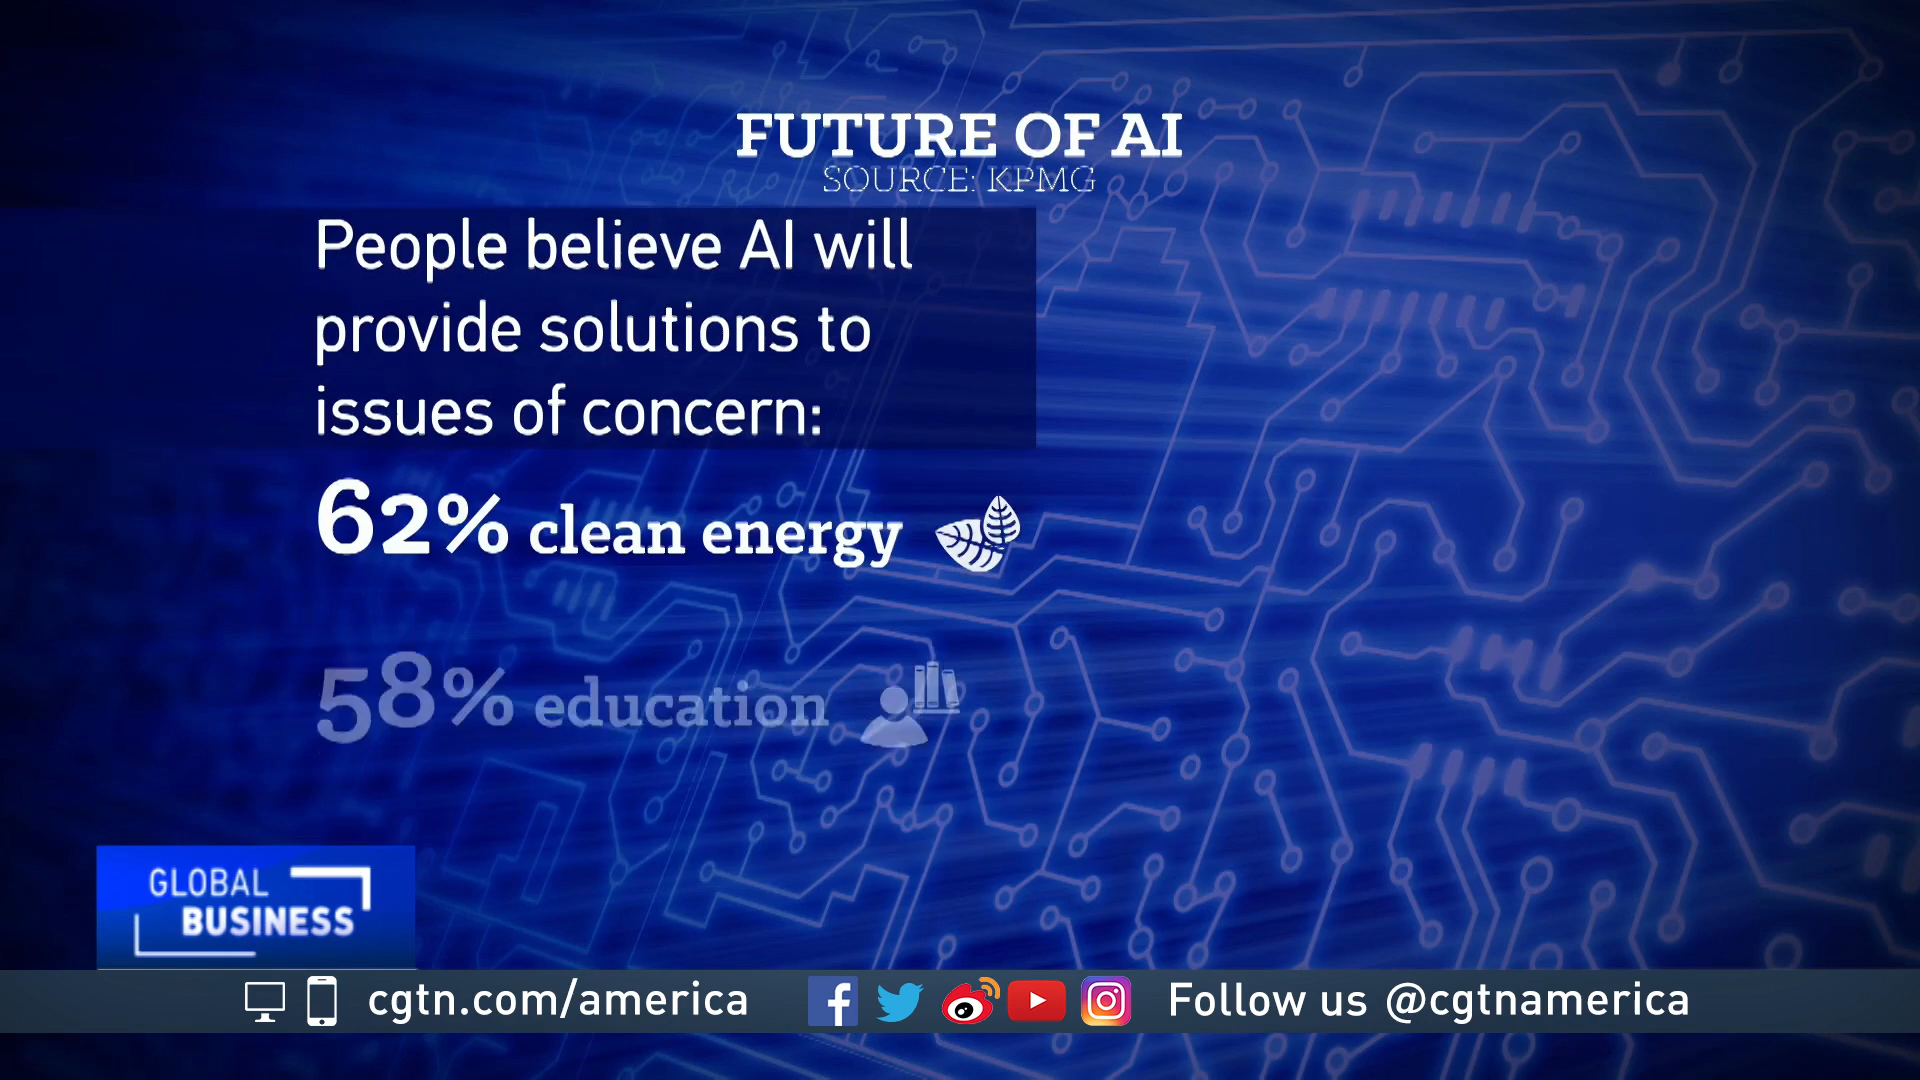 FUTURE OF AI
SOURCE: KPMG
People believe AI will
provide solutions to
issues of concern:
62% clean energy
58% education
GLOBAL
BUSINESS
cgtn.com/america
Follow us @cgtnamerica